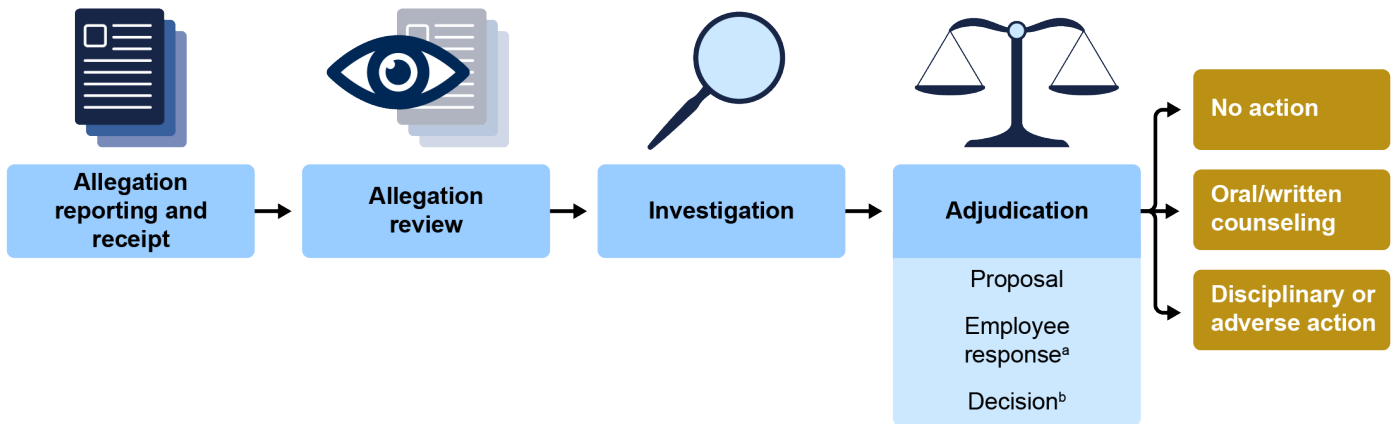 Allegation
reporting and
receipt
Allegation
review
Investigation
Adjudication
Proposal
Employee
responseᵃ
Decisionᵇ
No action
Oral/written
counseling
Disciplinary or
adverse action